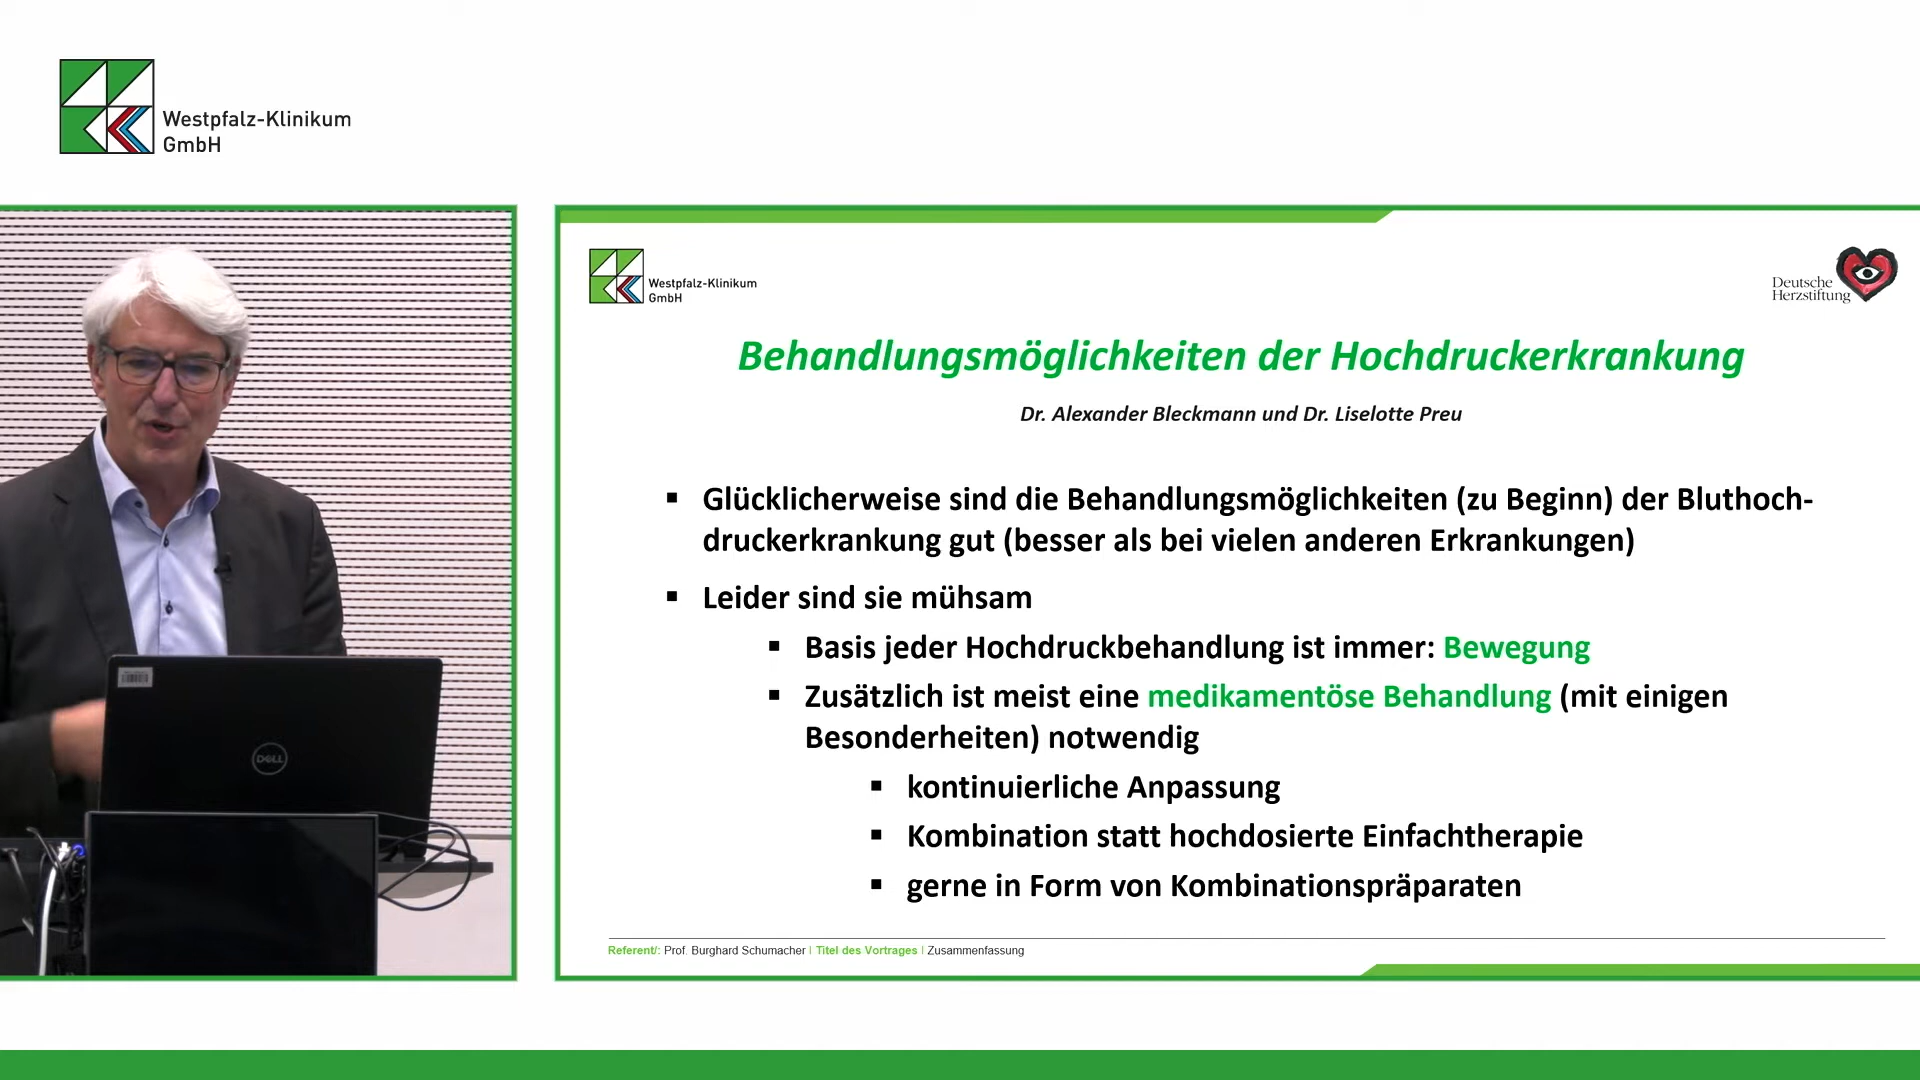 Westpfalz-Klinikum
GmbH
DELL
Westpfalz-Klinikum
GmbH
Deutsche
Herzstiftung
Behandlungsmöglichkeiten der Hochdruckerkrankung
Dr. Alexander Bleckmann und Dr. Liselotte Preu
▪ Glücklicherweise sind die Behandlungsmöglichkeiten (zu Beginn) der Bluthoch-
druckerkrankung gut (besser als bei vielen anderen Erkrankungen)
▪ Leider sind sie mühsam
▪ Basis jeder Hochdruckbehandlung ist immer: Bewegung
▪ Zusätzlich ist meist eine medikamentöse Behandlung (mit einigen
Besonderheiten) notwendig
▪ kontinuierliche Anpassung
▪ Kombination statt hochdosierte Einfachtherapie
▪ gerne in Form von Kombinationspräparaten
Referent/: Prof. Burghard Schumacher I Titel des Vortrages I Zusammenfassung